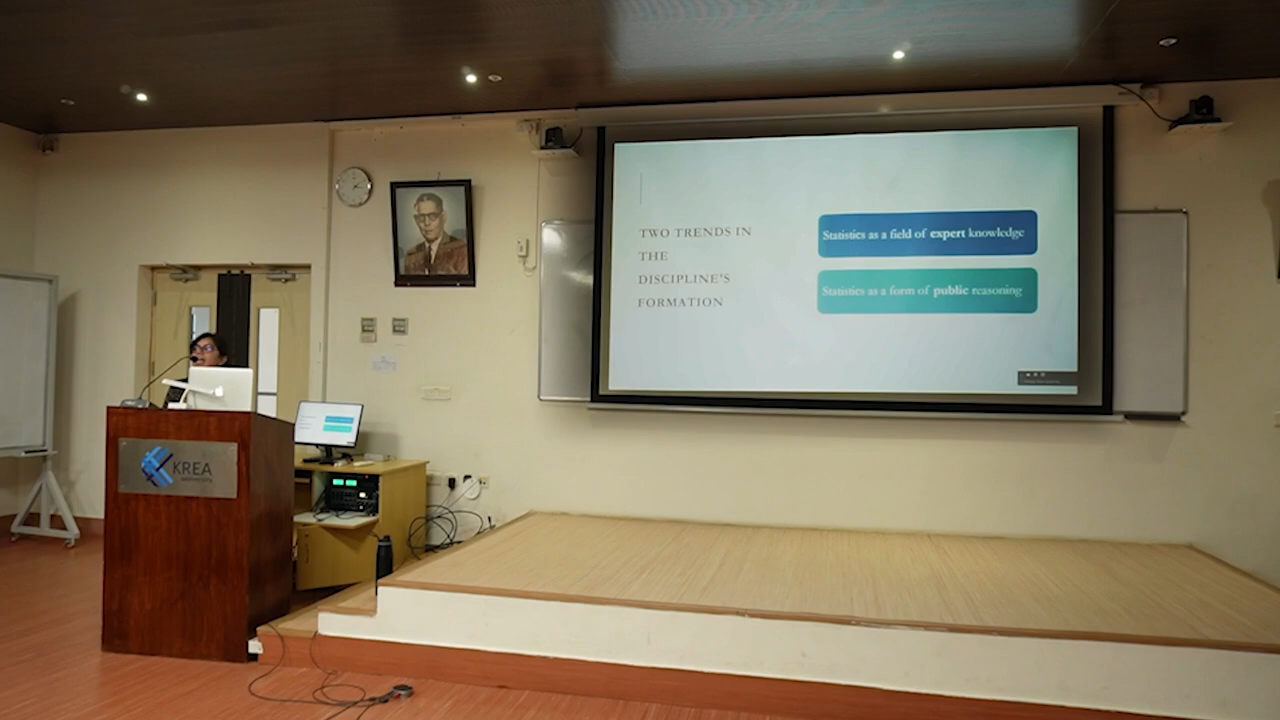 TWO TRENDS IN
THE
DISCIPLINE'S
FORMATION
Statistics as a field of expert knowledge
Statistics as a form of public reasoning
KREA